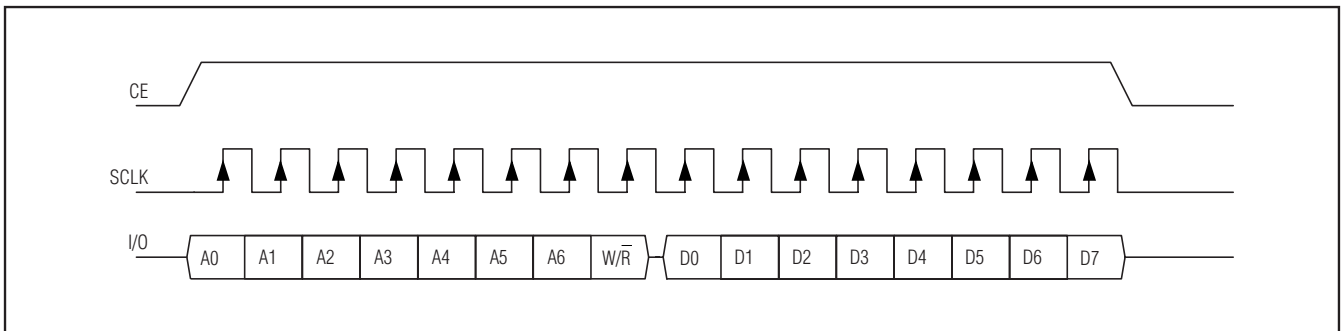 CE
SCLK
I/O
A0 A1 A2 A3 A4 A5 A6 W/R̅ D0 D1 D2 D3 D4 D5 D6 D7